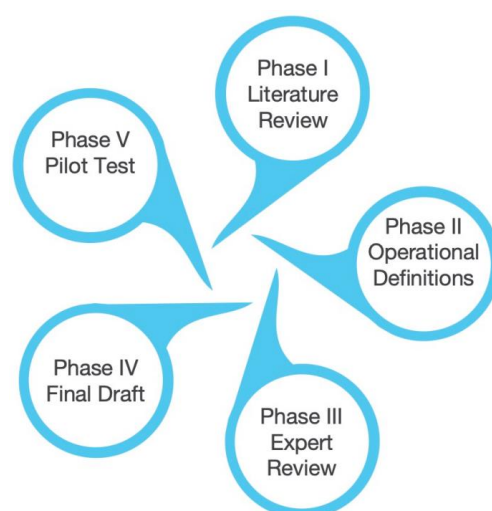 Phase I
Literature
Review
Phase II
Operational
Definitions
Phase III
Expert
Review
Phase IV
Final Draft
Phase V
Pilot Test